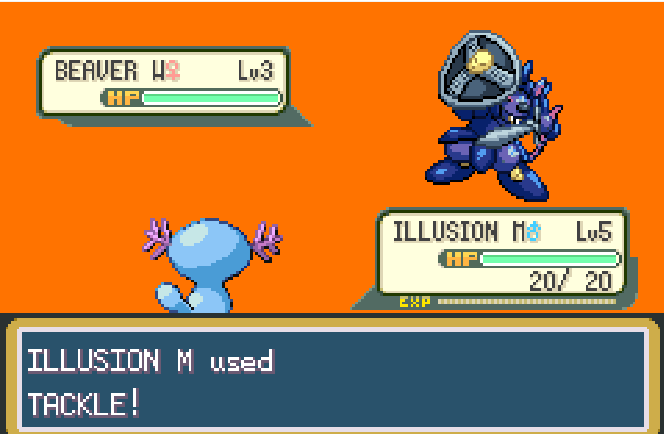 BEAVER W♀ Lv3
HP
ILLUSION M♂ Lv5
HP
20/ 20
EXP
ILLUSION M used
TACKLE!